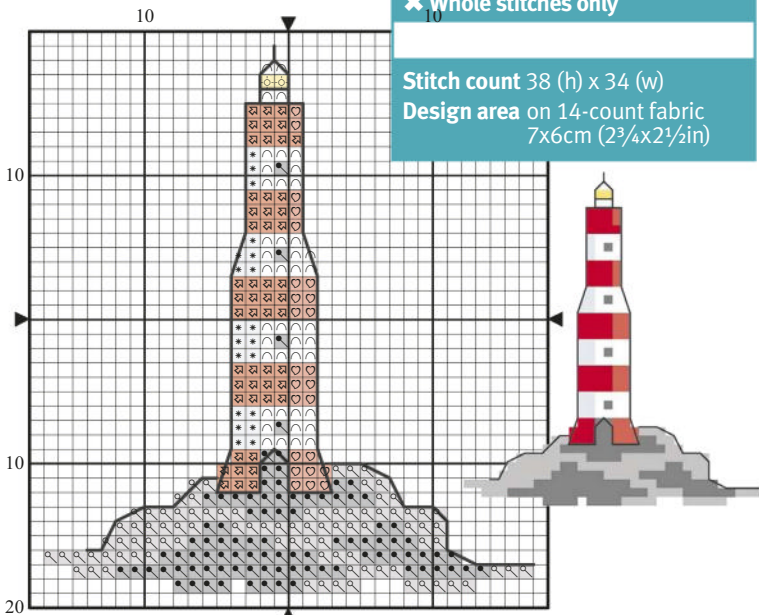 ✖ Whole stitches only
Stitch count 38 (h) x 34 (w)
Design area on 14-count fabric
7x6cm (2¾x2½in)
10
10
10
10
20